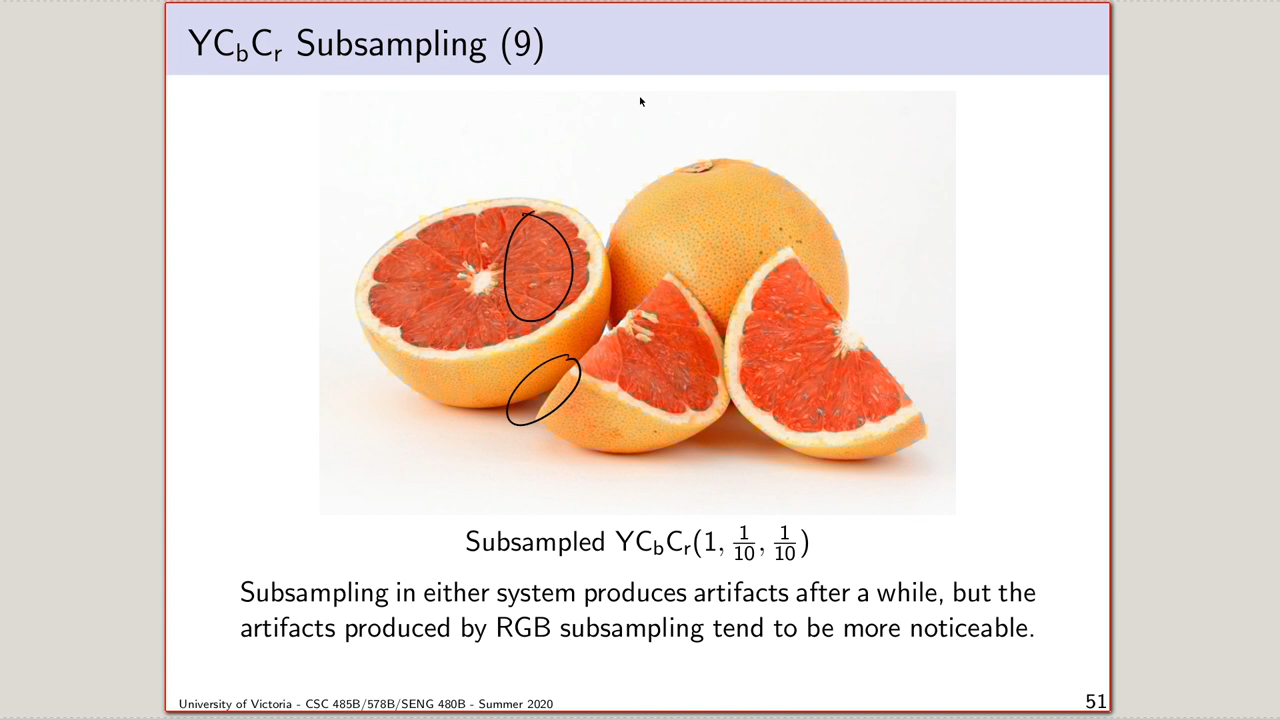 YCbCr Subsampling (9)
Subsampled YCbCr(1, 1/10, 1/10)
Subsampling in either system produces artifacts after a while, but the
artifacts produced by RGB subsampling tend to be more noticeable.
University of Victoria - CSC 485B/578B/SENG 480B - Summer 2020
51